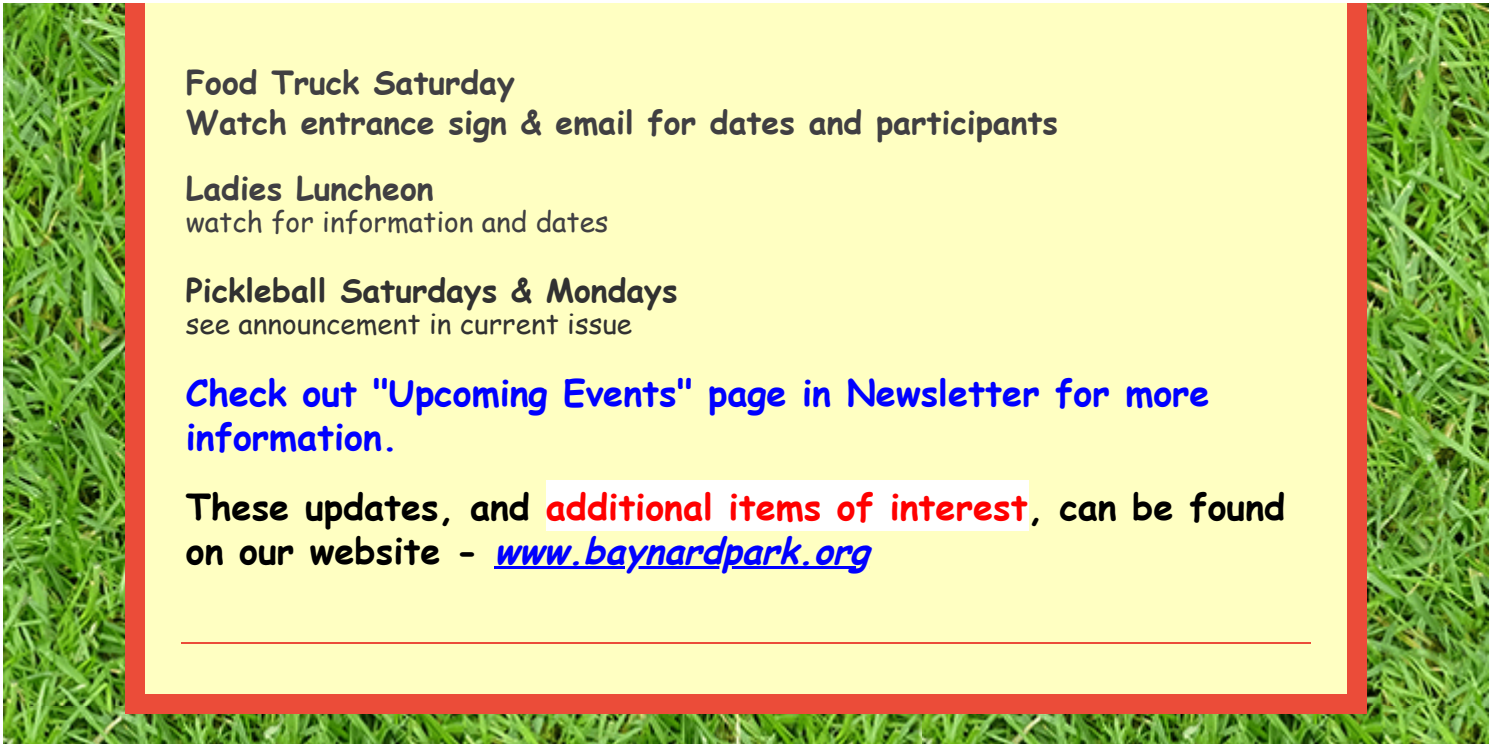 Food Truck Saturday
Watch entrance sign & email for dates and participants
Ladies Luncheon
watch for information and dates
Pickleball Saturdays & Mondays
see announcement in current issue
Check out "Upcoming Events" page in Newsletter for more
information.
These updates, and additional items of interest, can be found
on our website - www.baynardpark.org